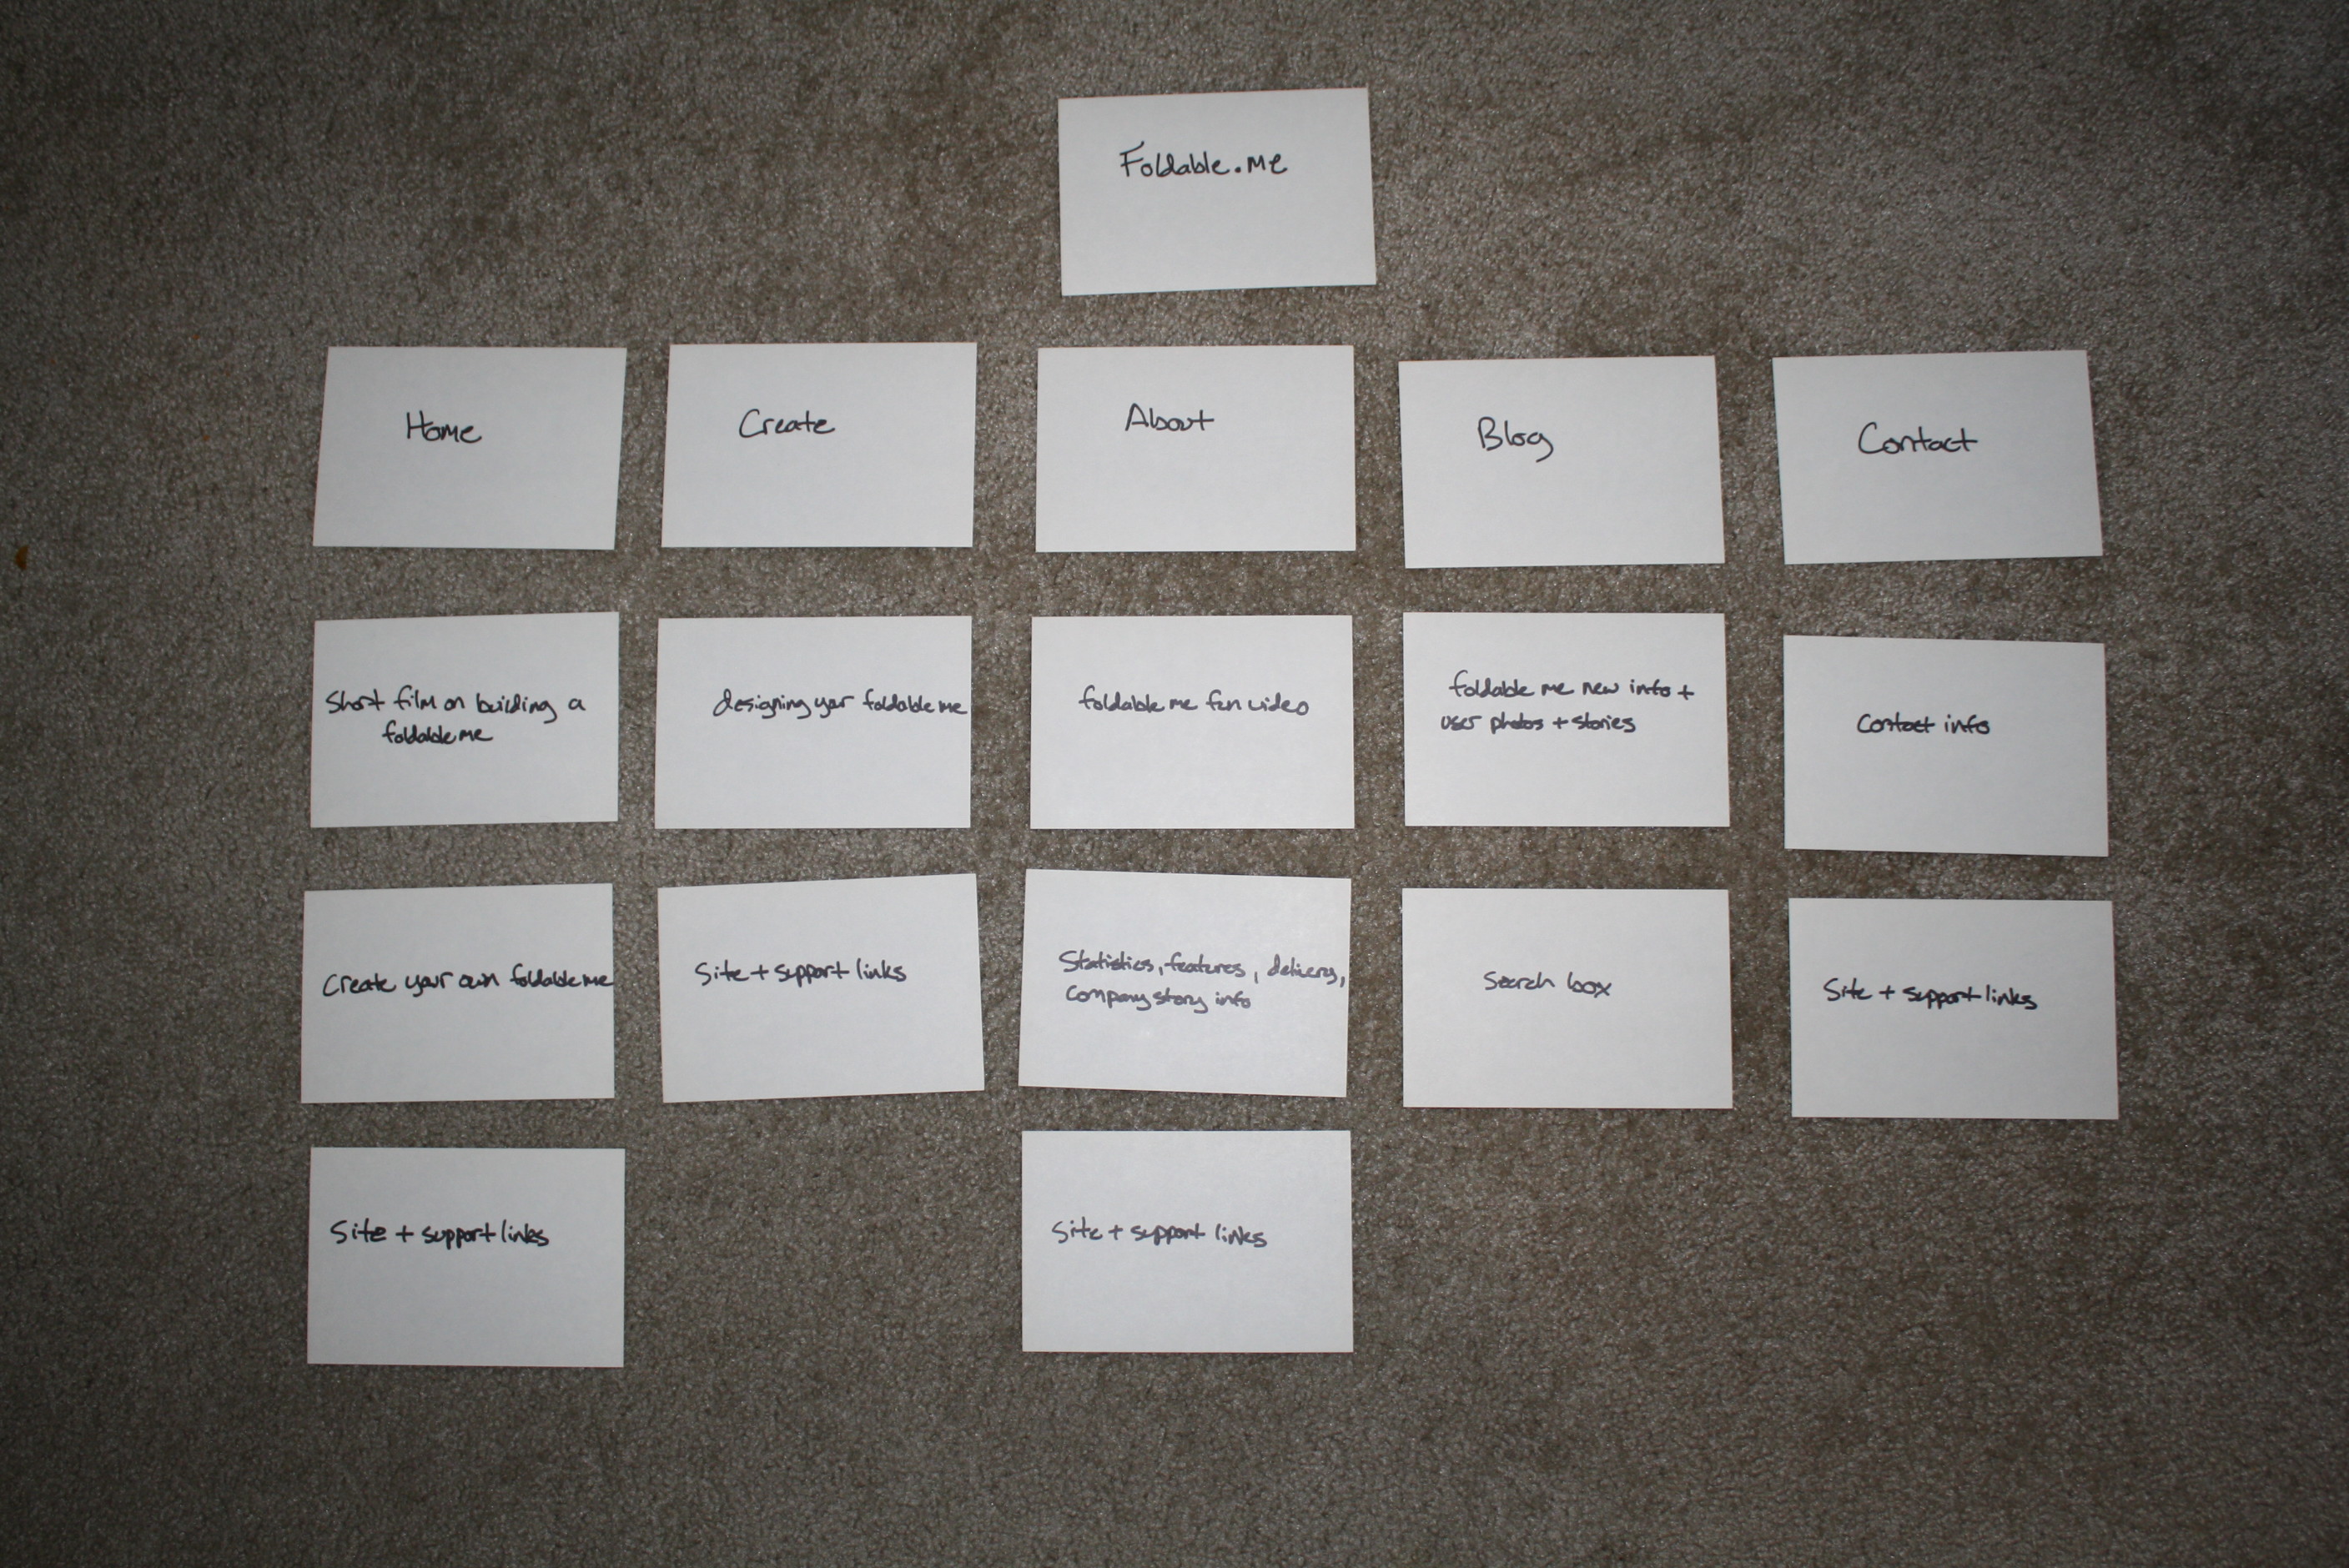 Foldable.me
Home
Create
About
Blog
Contact
Short film on building a
foldable me
designing your foldable me
foldable me fun video
foldable me new info +
user photos + stories
Contact info
Create your own foldable me
Site + support links
Statistics, features, delivery,
Company story info
Search box
Site + support links
Site + support links
Site + support links